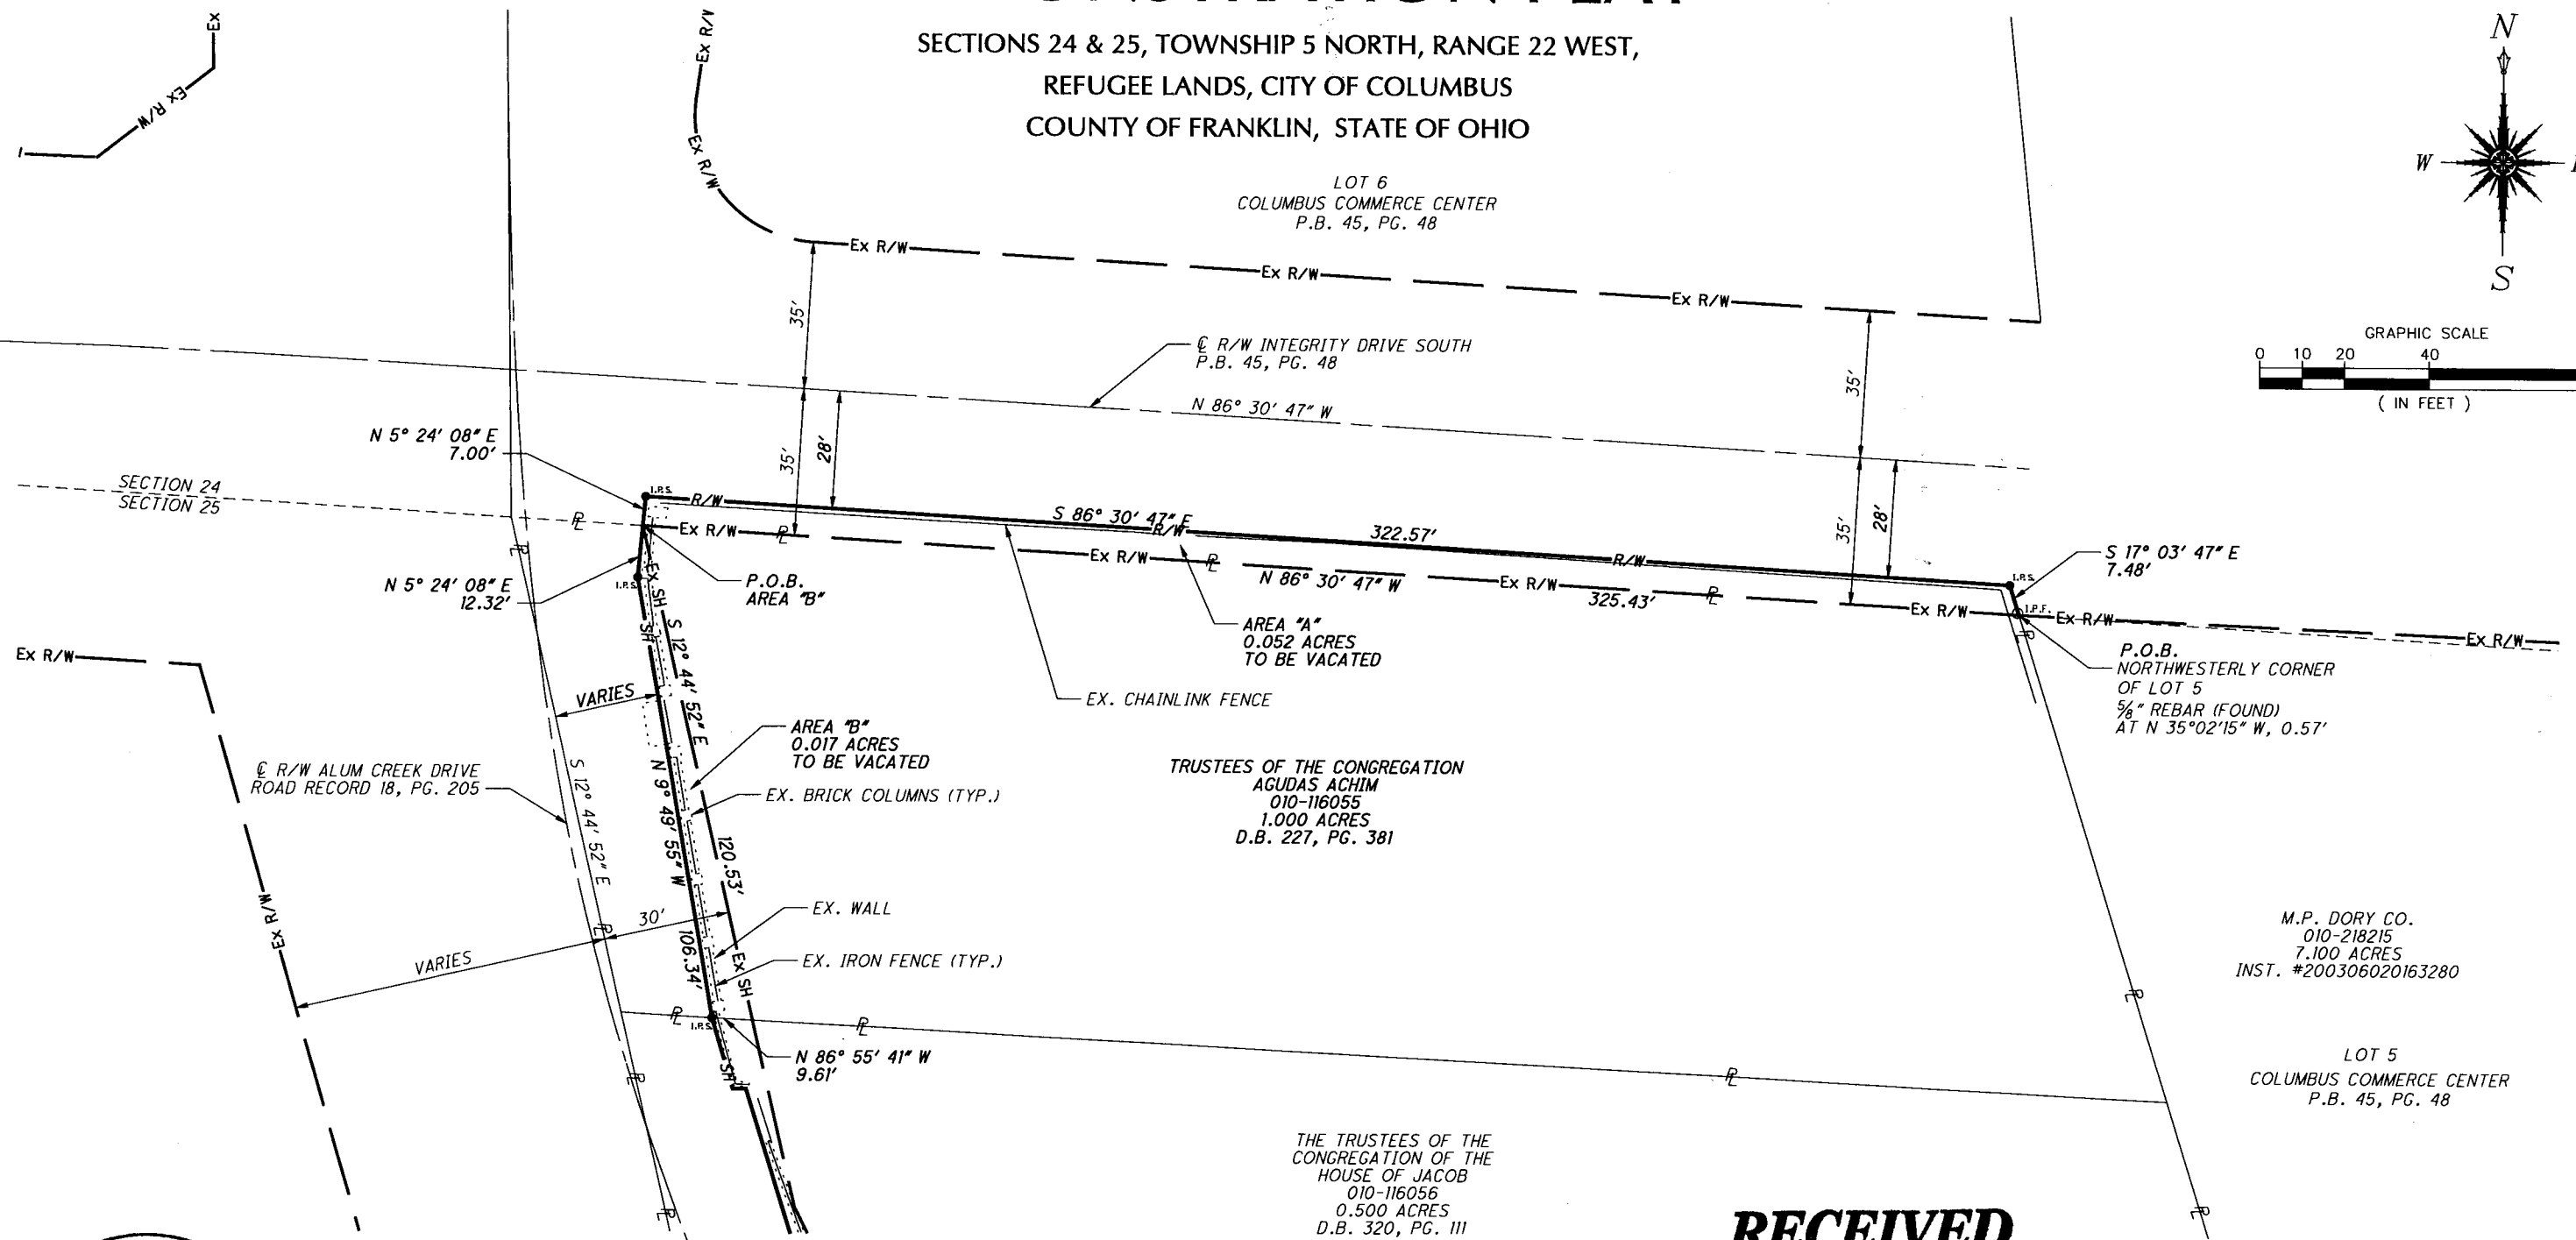 SECTIONS 24 & 25, TOWNSHIP 5 NORTH, RANGE 22 WEST,
REFUGEE LANDS, CITY OF COLUMBUS
COUNTY OF FRANKLIN, STATE OF OHIO
N
W
S
GRAPHIC SCALE
0 10 20 40
( IN FEET )
Ex
Ex R/W
Ex R/W
Ex R/W
LOT 6
COLUMBUS COMMERCE CENTER
P.B. 45, PG. 48
Ex R/W
Ex R/W
Ex R/W
35'
35'
℄ R/W INTEGRITY DRIVE SOUTH
P.B. 45, PG. 48
N 86° 30' 47" W
35'
28'
35'
28'
N 5° 24' 08" E
7.00'
SECTION 24
SECTION 25
I.P.S.
R/W
S 86° 30' 47" E
R/W
322.57'
R/W
I.P.S.
S 17° 03' 47" E
7.48'
Ex R/W
Ex R/W
N 86° 30' 47" W
Ex R/W
325.43'
Ex R/W
I.P.F.
Ex R/W
Ex R/W
N 5° 24' 08" E
12.32'
I.P.S.
P.O.B.
AREA "B"
AREA "A"
0.052 ACRES
TO BE VACATED
EX. CHAINLINK FENCE
P.O.B.
NORTHWESTERLY CORNER
OF LOT 5
5/8" REBAR (FOUND)
AT N 35°02'15" W, 0.57'
Ex R/W
Ex SH
SH
S 12° 44' 52" E
120.53'
VARIES
AREA "B"
0.017 ACRES
TO BE VACATED
℄ R/W ALUM CREEK DRIVE
ROAD RECORD 18, PG. 205
S 12° 44' 52" E
N 9° 49' 55" W
106.34'
EX. BRICK COLUMNS (TYP.)
TRUSTEES OF THE CONGREGATION
AGUDAS ACHIM
010-116055
1.000 ACRES
D.B. 227, PG. 381
Ex R/W
30'
VARIES
EX. WALL
EX. IRON FENCE (TYP.)
Ex SH
M.P. DORY CO.
010-218215
7.100 ACRES
INST. #200306020163280
I.P.S.
N 86° 55' 41" W
9.61'
SH
LOT 5
COLUMBUS COMMERCE CENTER
P.B. 45, PG. 48
THE TRUSTEES OF THE
CONGREGATION OF THE
HOUSE OF JACOB
010-116056
0.500 ACRES
D.B. 320, PG. 111
RECEIVED